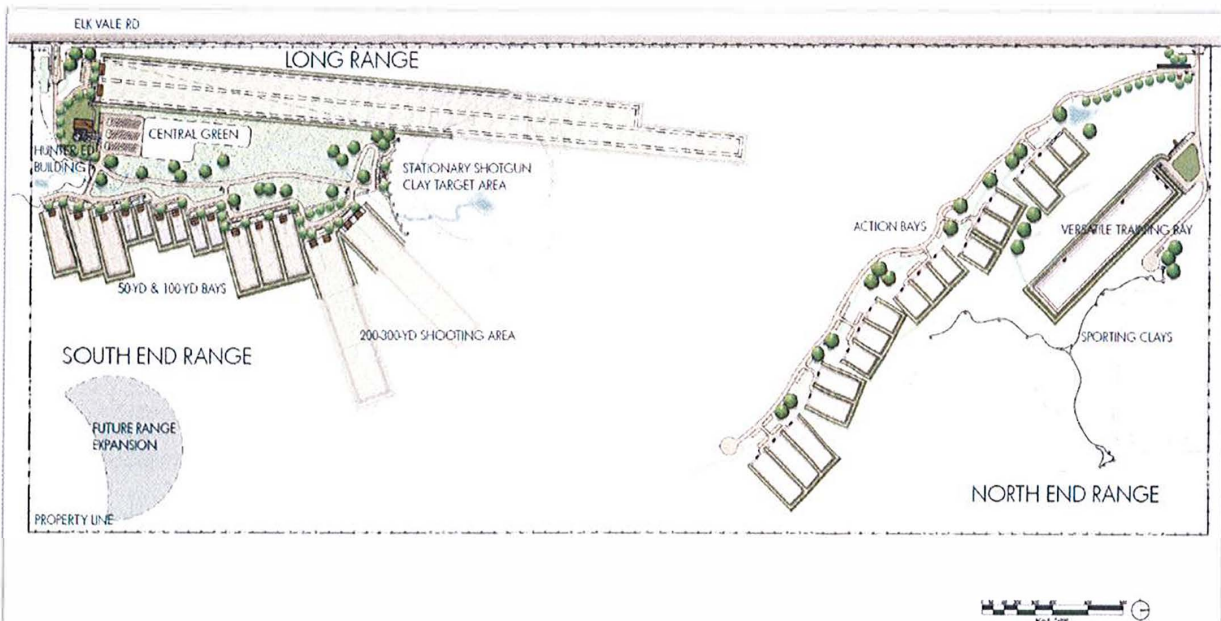 ELK VALE RD
LONG RANGE
CENTRAL GREEN
HUNTER ED
BUILDING
STATIONARY SHOTGUN
CLAY TARGET AREA
ACTION BAYS
VERSATILE TRAINING BAY
50-YD & 100-YD BAYS
200-300-YD SHOOTING AREA
SPORTING CLAYS
SOUTH END RANGE
FUTURE RANGE
EXPANSION
NORTH END RANGE
PROPERTY LINE